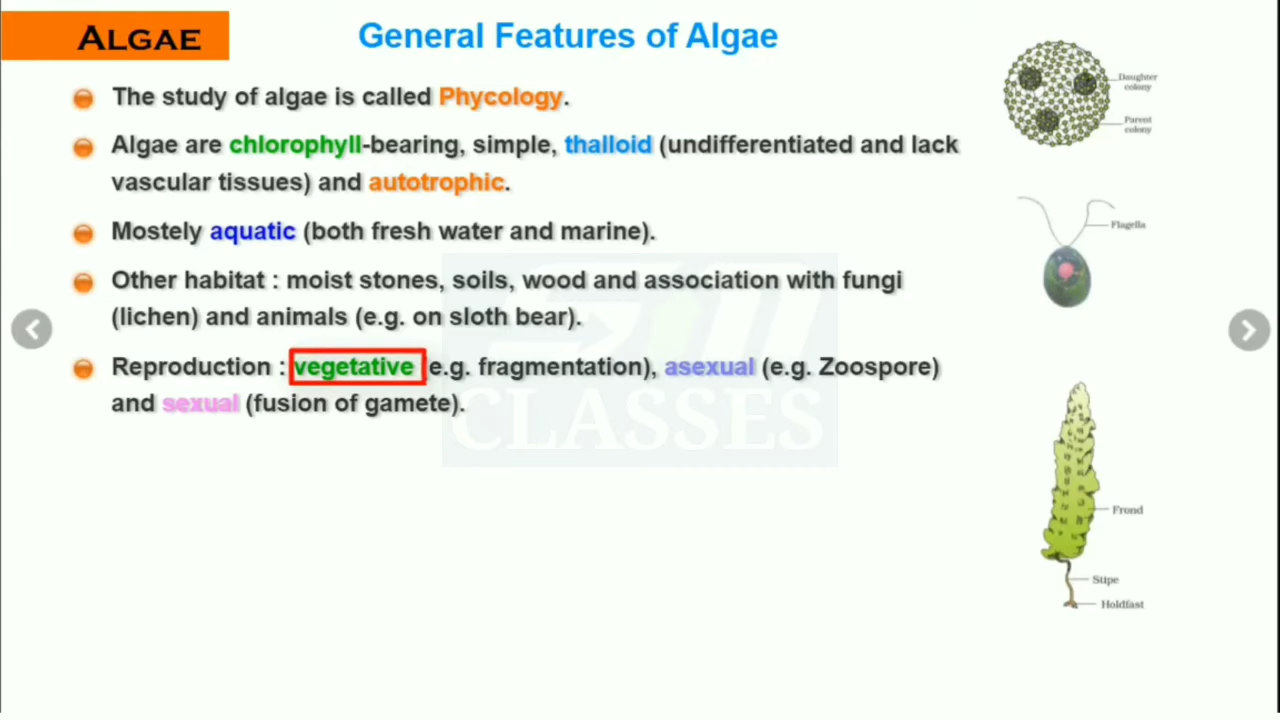 ALGAE
General Features of Algae
The study of algae is called Phycology.
Algae are chlorophyll-bearing, simple, thalloid (undifferentiated and lack
vascular tissues) and autotrophic.
Mostely aquatic (both fresh water and marine).
Other habitat : moist stones, soils, wood and association with fungi
(lichen) and animals (e.g. on sloth bear).
Reproduction : vegetative (e.g. fragmentation), asexual (e.g. Zoospore)
and sexual (fusion of gamete).
CLASSES
Daughter
colony
Parent
colony
Flagella
Frond
Stipe
Holdfast